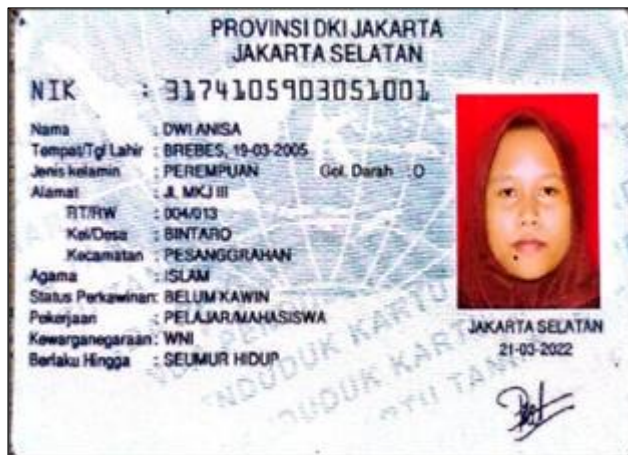 PROVINSI DKI JAKARTA
JAKARTA SELATAN
NIK : 3174105903051001
Nama : DWI ANISA
Tempat/Tgl Lahir : BREBES, 19-03-2005
Jenis kelamin : PEREMPUAN Gol. Darah : O
Alamat : JL MKJ III
RT/RW : 004/013
Kel/Desa : BINTARO
Kecamatan : PESANGGRAHAN
Agama : ISLAM
Status Perkawinan: BELUM KAWIN
Pekerjaan : PELAJAR/MAHASISWA
Kewarganegaraan: WNI
Berlaku Hingga : SEUMUR HIDUP
JAKARTA SELATAN
21-03-2022